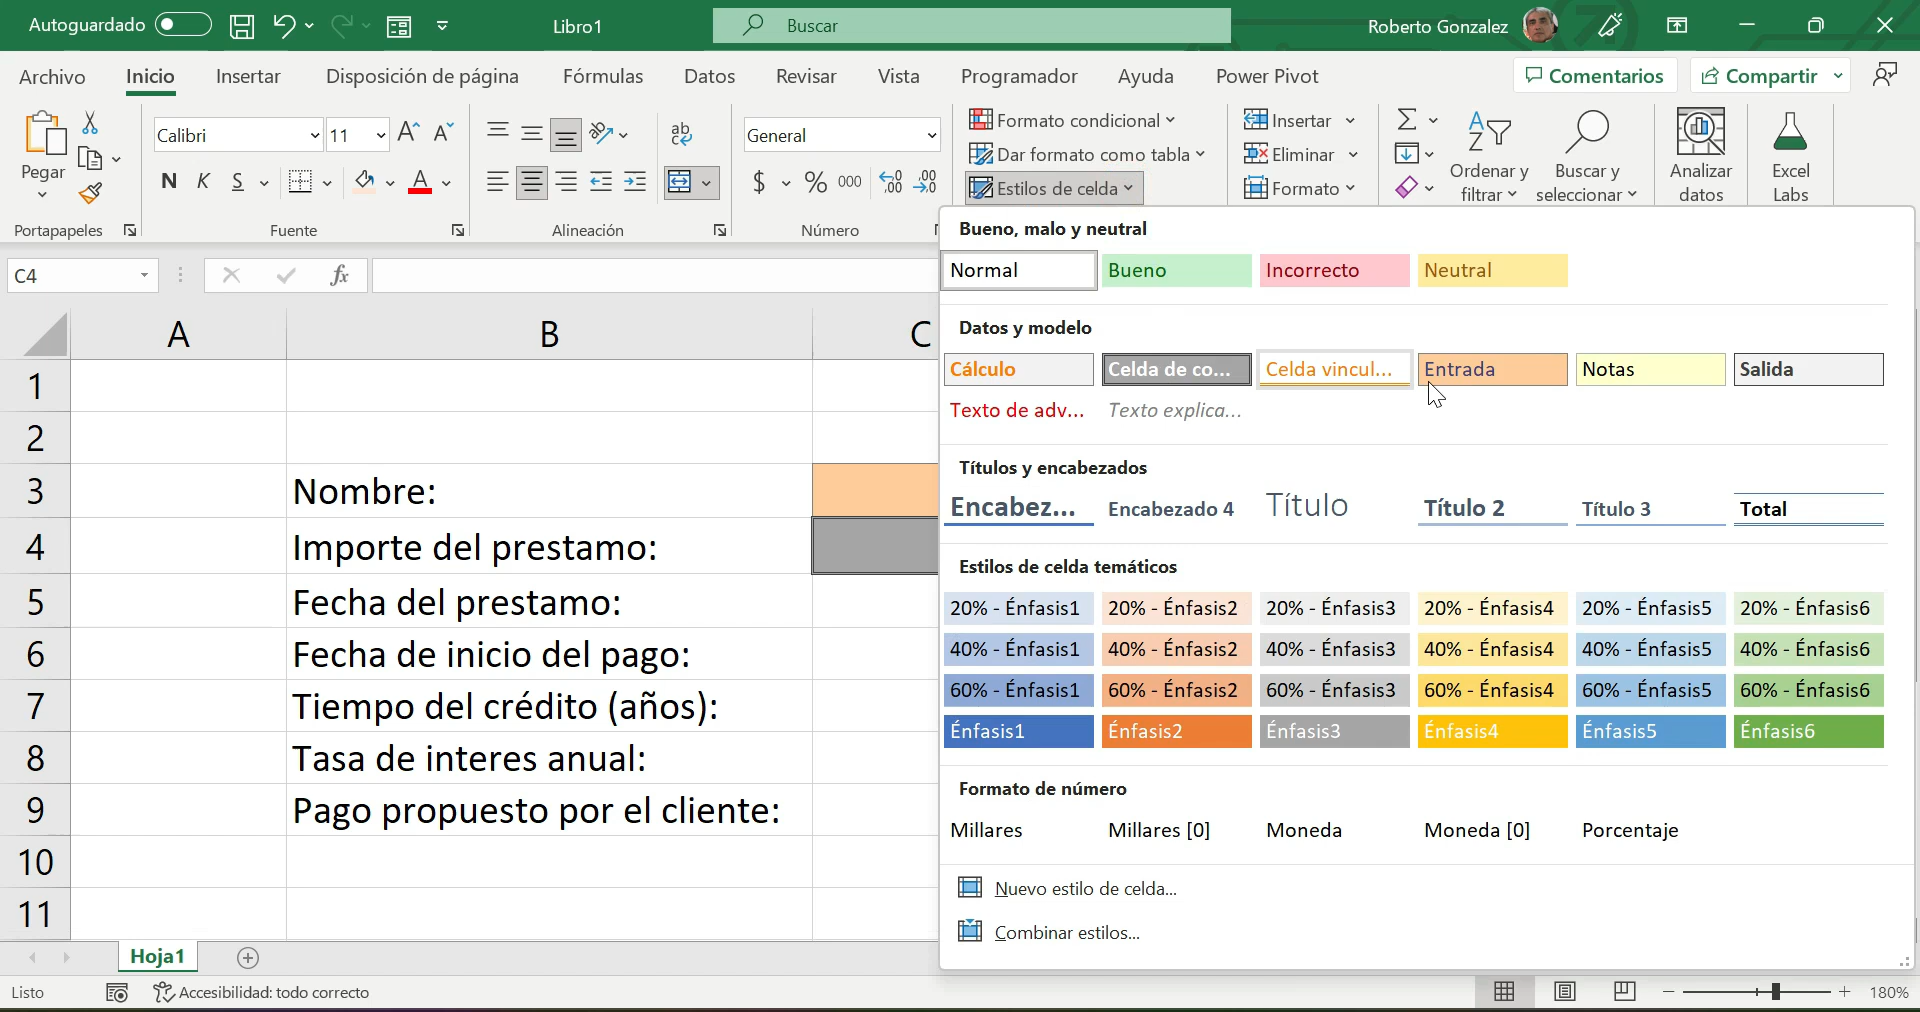 Autoguardado
Libro1
Buscar
Roberto Gonzalez
Archivo Inicio Insertar Disposición de página Fórmulas Datos Revisar Vista Programador Ayuda Power Pivot
Comentarios
Compartir
Pegar
Portapapeles
Calibri 11
N K S
Fuente
ab
Alineación
General
$ % 000
Número
Formato condicional
Dar formato como tabla
Estilos de celda
Insertar
Eliminar
Formato
Ordenar y
filtrar
Buscar y
seleccionar
Analizar
datos
Excel
Labs
C4
fx
A B C
1
2
3 Nombre:
4 Importe del prestamo:
5 Fecha del prestamo:
6 Fecha de inicio del pago:
7 Tiempo del crédito (años):
8 Tasa de interes anual:
9 Pago propuesto por el cliente:
10
11
Bueno, malo y neutral
Normal Bueno Incorrecto Neutral
Datos y modelo
Cálculo Celda de co... Celda vincul... Entrada Notas Salida
Texto de adv... Texto explica...
Títulos y encabezados
Encabez... Encabezado 4 Título Título 2 Título 3 Total
Estilos de celda temáticos
20% - Énfasis1 20% - Énfasis2 20% - Énfasis3 20% - Énfasis4 20% - Énfasis5 20% - Énfasis6
40% - Énfasis1 40% - Énfasis2 40% - Énfasis3 40% - Énfasis4 40% - Énfasis5 40% - Énfasis6
60% - Énfasis1 60% - Énfasis2 60% - Énfasis3 60% - Énfasis4 60% - Énfasis5 60% - Énfasis6
Énfasis1 Énfasis2 Énfasis3 Énfasis4 Énfasis5 Énfasis6
Formato de número
Millares Millares [0] Moneda Moneda [0] Porcentaje
Nuevo estilo de celda...
Combinar estilos...
Hoja1
Listo
Accesibilidad: todo correcto
180%